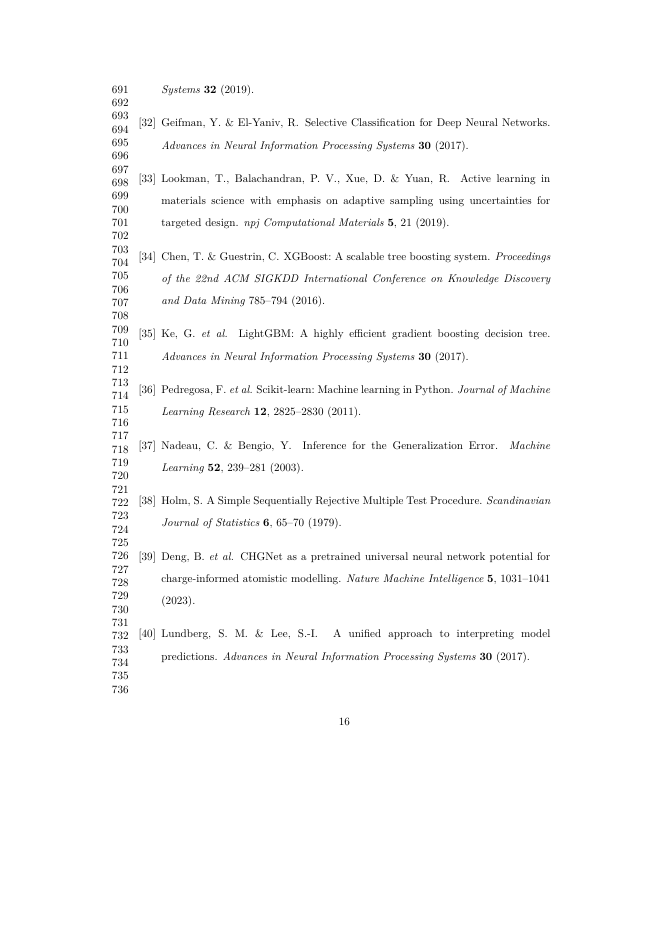 691 Systems 32 (2019).
692
693
694 [32] Geifman, Y. & El-Yaniv, R. Selective Classification for Deep Neural Networks.
695 Advances in Neural Information Processing Systems 30 (2017).
696
697
698 [33] Lookman, T., Balachandran, P. V., Xue, D. & Yuan, R. Active learning in
699
700 materials science with emphasis on adaptive sampling using uncertainties for
701 targeted design. npj Computational Materials 5, 21 (2019).
702
703
704 [34] Chen, T. & Guestrin, C. XGBoost: A scalable tree boosting system. Proceedings
705 of the 22nd ACM SIGKDD International Conference on Knowledge Discovery
706
707 and Data Mining 785–794 (2016).
708
709 [35] Ke, G. et al. LightGBM: A highly efficient gradient boosting decision tree.
710
711 Advances in Neural Information Processing Systems 30 (2017).
712
713
714 [36] Pedregosa, F. et al. Scikit-learn: Machine learning in Python. Journal of Machine
715 Learning Research 12, 2825–2830 (2011).
716
717
718 [37] Nadeau, C. & Bengio, Y. Inference for the Generalization Error. Machine
719 Learning 52, 239–281 (2003).
720
721
722 [38] Holm, S. A Simple Sequentially Rejective Multiple Test Procedure. Scandinavian
723
724 Journal of Statistics 6, 65–70 (1979).
725
726 [39] Deng, B. et al. CHGNet as a pretrained universal neural network potential for
727
728 charge-informed atomistic modelling. Nature Machine Intelligence 5, 1031–1041
729 (2023).
730
731
732 [40] Lundberg, S. M. & Lee, S.-I. A unified approach to interpreting model
733
734 predictions. Advances in Neural Information Processing Systems 30 (2017).
735
736
16